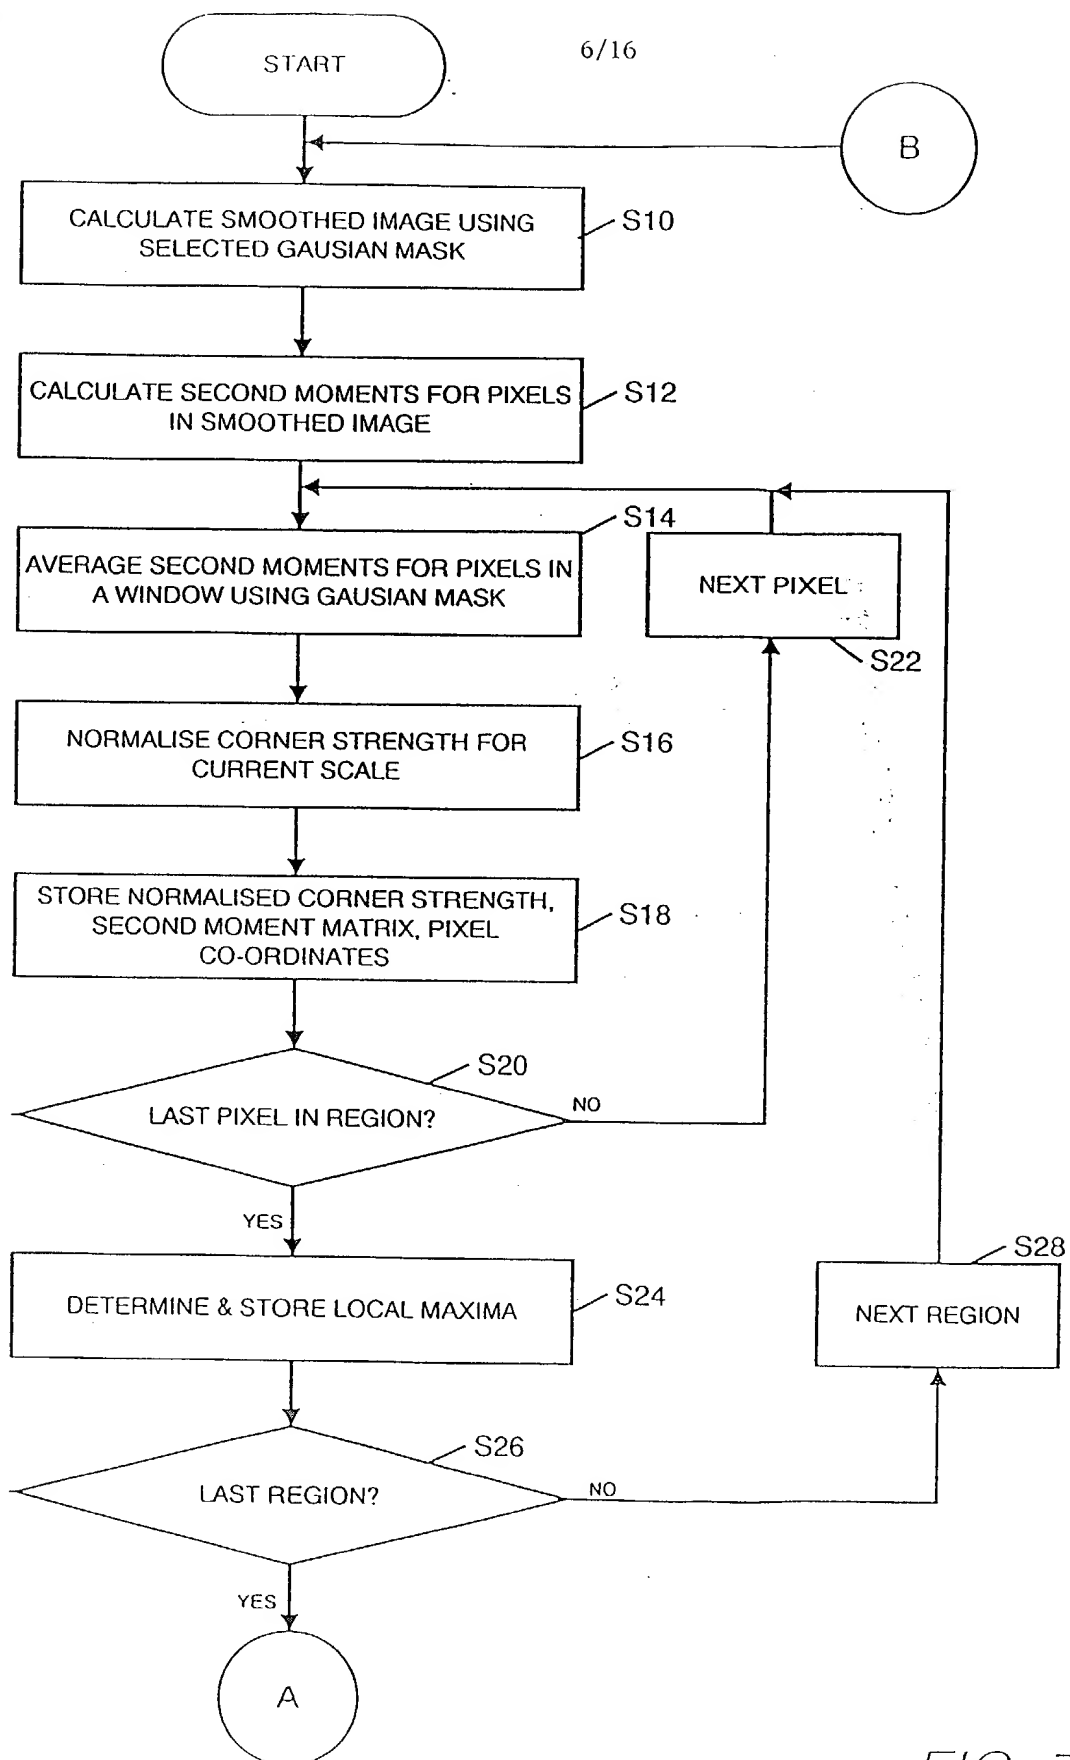 START
6/16
B
CALCULATE SMOOTHED IMAGE USING
SELECTED GAUSIAN MASK
S10
CALCULATE SECOND MOMENTS FOR PIXELS
IN SMOOTHED IMAGE
S12
S14
AVERAGE SECOND MOMENTS FOR PIXELS IN
A WINDOW USING GAUSIAN MASK
NEXT PIXEL
S22
NORMALISE CORNER STRENGTH FOR
CURRENT SCALE
S16
STORE NORMALISED CORNER STRENGTH,
SECOND MOMENT MATRIX, PIXEL
CO-ORDINATES
S18
S20
LAST PIXEL IN REGION?
NO
YES
DETERMINE & STORE LOCAL MAXIMA
S24
S28
NEXT REGION
S26
LAST REGION?
NO
YES
A